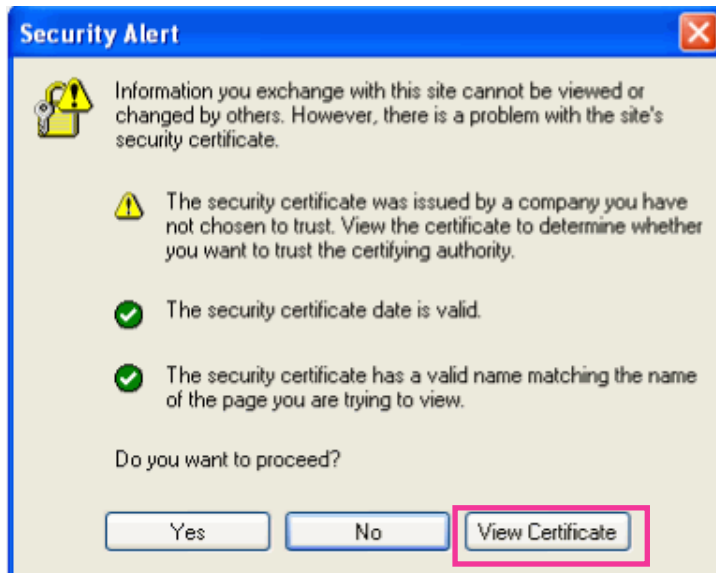 Security Alert
Information you exchange with this site cannot be viewed or
changed by others. However, there is a problem with the site's
security certificate.
The security certificate was issued by a company you have
not chosen to trust. View the certificate to determine whether
you want to trust the certifying authority.
The security certificate date is valid.
The security certificate has a valid name matching the name
of the page you are trying to view.
Do you want to proceed?
Yes No View Certificate